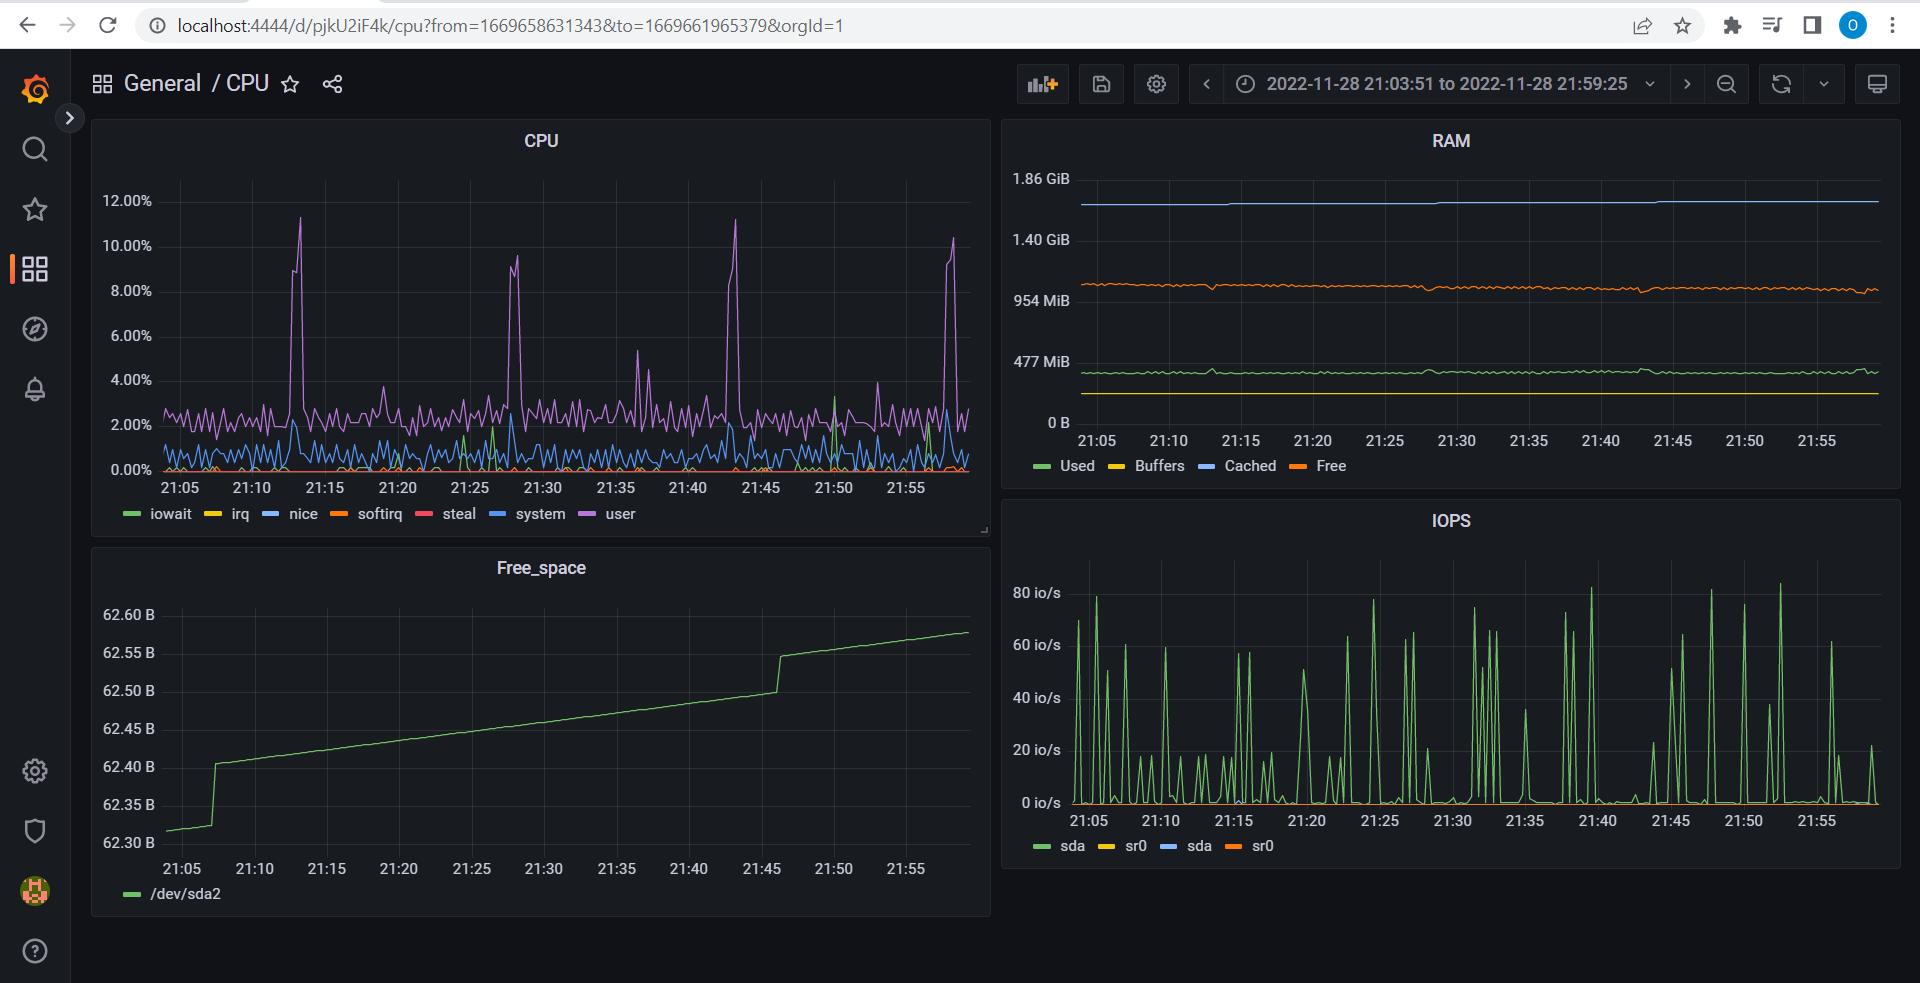 localhost:4444/d/pjkU2iF4k/cpu?from=1669658631343&to=1669661965379&orgId=1
O
General / CPU
2022-11-28 21:03:51 to 2022-11-28 21:59:25
CPU
12.00%
10.00%
8.00%
6.00%
4.00%
2.00%
0.00%
21:05 21:10 21:15 21:20 21:25 21:30 21:35 21:40 21:45 21:50 21:55
iowait irq nice softirq steal system user
RAM
1.86 GiB
1.40 GiB
954 MiB
477 MiB
0 B
21:05 21:10 21:15 21:20 21:25 21:30 21:35 21:40 21:45 21:50 21:55
Used Buffers Cached Free
Free_space
62.60 B
62.55 B
62.50 B
62.45 B
62.40 B
62.35 B
62.30 B
21:05 21:10 21:15 21:20 21:25 21:30 21:35 21:40 21:45 21:50 21:55
/dev/sda2
IOPS
80 io/s
60 io/s
40 io/s
20 io/s
0 io/s
21:05 21:10 21:15 21:20 21:25 21:30 21:35 21:40 21:45 21:50 21:55
sda sr0 sda sr0